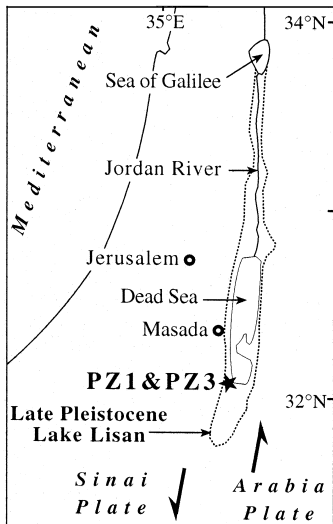 35°E
34°N
Mediterranean
Sea of Galilee
Jordan River
Jerusalem
Dead Sea
Masada
PZ1&PZ3
32°N
Late Pleistocene
Lake Lisan
Sinai
Plate
Arabia
Plate